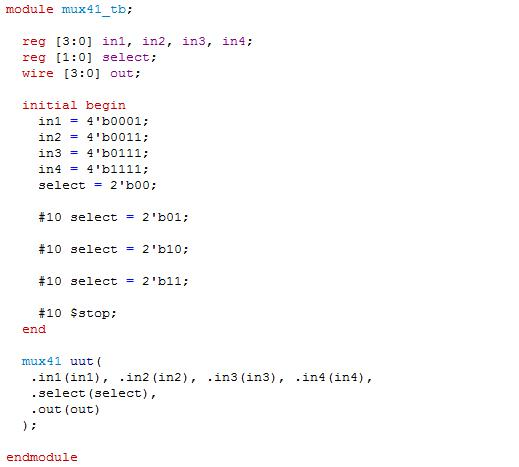 module mux41_tb;
reg [3:0] in1, in2, in3, in4;
reg [1:0] select;
wire [3:0] out;
initial begin
in1 = 4'b0001;
in2 = 4'b0011;
in3 = 4'b0111;
in4 = 4'b1111;
select = 2'b00;
#10 select = 2'b01;
#10 select = 2'b10;
#10 select = 2'b11;
#10 $stop;
end
mux41 uut(
.in1(in1), .in2(in2), .in3(in3), .in4(in4),
.select(select),
.out(out)
);
endmodule